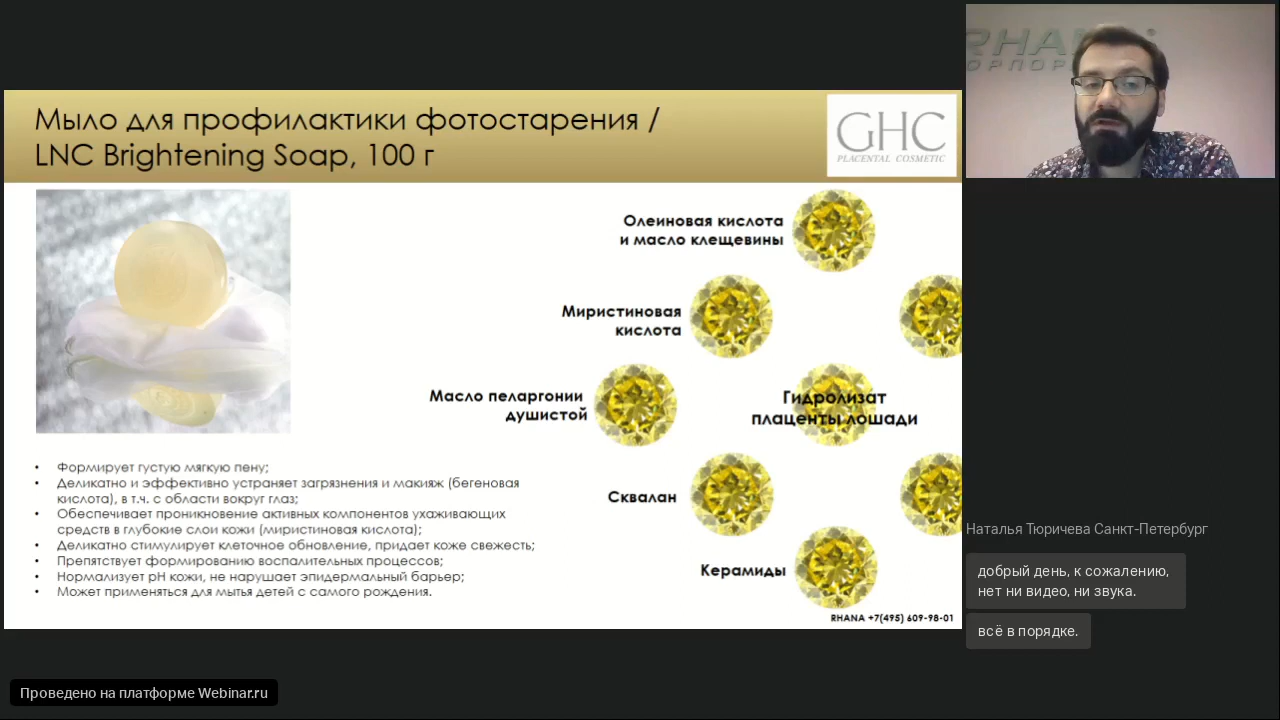 Мыло для профилактики фотостарения /
LNC Brightening Soap, 100 г
GHC
PLACENTAL COSMETIC
Олеиновая кислота
и масло клещевины
Миристиновая
кислота
Масло пеларгонии
душистой
Гидролизат
плаценты лошади
Сквалан
Керамиды
• Формирует густую мягкую пену;
• Деликатно и эффективно устраняет загрязнения и макияж (бегеновая
кислота), в т.ч. с области вокруг глаз;
• Обеспечивает проникновение активных компонентов ухаживающих
средств в глубокие слои кожи (миристиновая кислота);
• Деликатно стимулирует клеточное обновление, придает коже свежесть;
• Препятствует формированию воспалительных процессов;
• Нормализует pH кожи, не нарушает эпидермальный барьер;
• Может применяться для мытья детей с самого рождения.
RHANA +7(495) 609-98-01
Наталья Тюричева Санкт-Петербург
добрый день, к сожалению,
нет ни видео, ни звука.
всё в порядке.
Проведено на платформе Webinar.ru